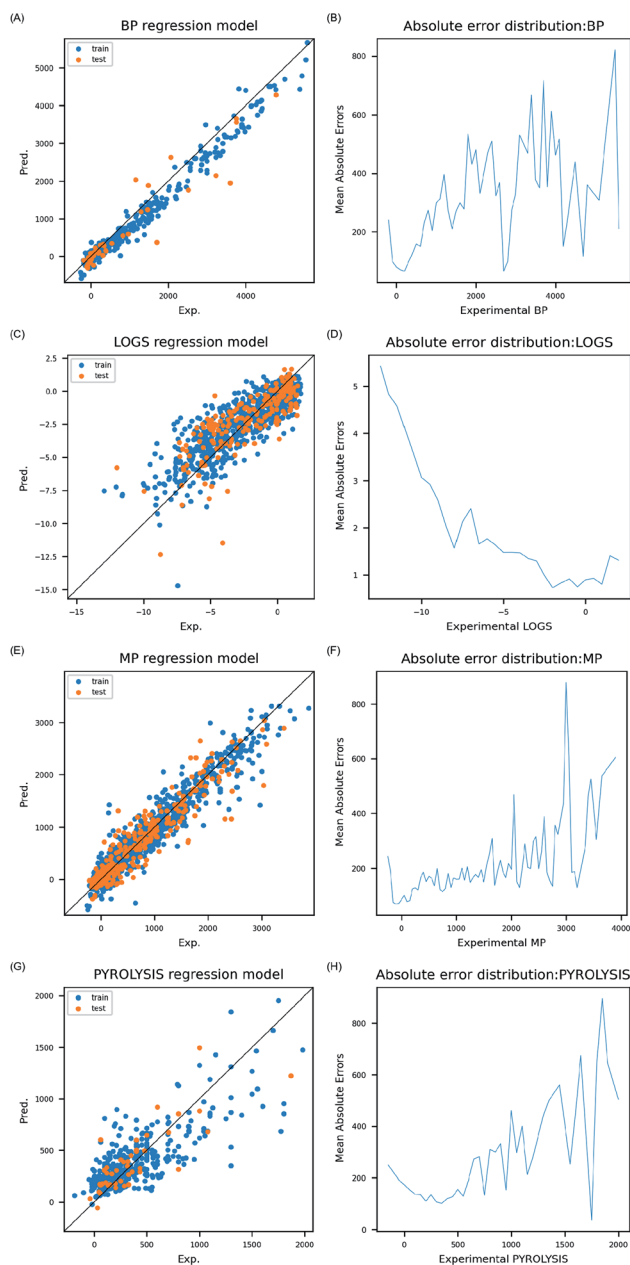 (A)
BP regression model
train
test
5000
4000
3000
2000
1000
0
Pred.
0
2000
4000
Exp.
(B)
Absolute error distribution:BP
800
600
400
200
Mean Absolute Errors
0
2000
4000
Experimental BP
(C)
LOGS regression model
train
test
2.5
0.0
−2.5
−5.0
−7.5
−10.0
−12.5
−15.0
Pred.
−15
−10
−5
0
Exp.
(D)
Absolute error distribution:LOGS
5
4
3
2
1
Mean Absolute Errors
−10
−5
0
Experimental LOGS
(E)
MP regression model
train
test
3000
2000
1000
0
Pred.
0
1000
2000
3000
Exp.
(F)
Absolute error distribution:MP
800
600
400
200
Mean Absolute Errors
0
1000
2000
3000
4000
Experimental MP
(G)
PYROLYSIS regression model
train
test
2000
1500
1000
500
0
Pred.
0
500
1000
1500
2000
Exp.
(H)
Absolute error distribution:PYROLYSIS
800
600
400
200
0
Mean Absolute Errors
0
500
1000
1500
2000
Experimental PYROLYSIS